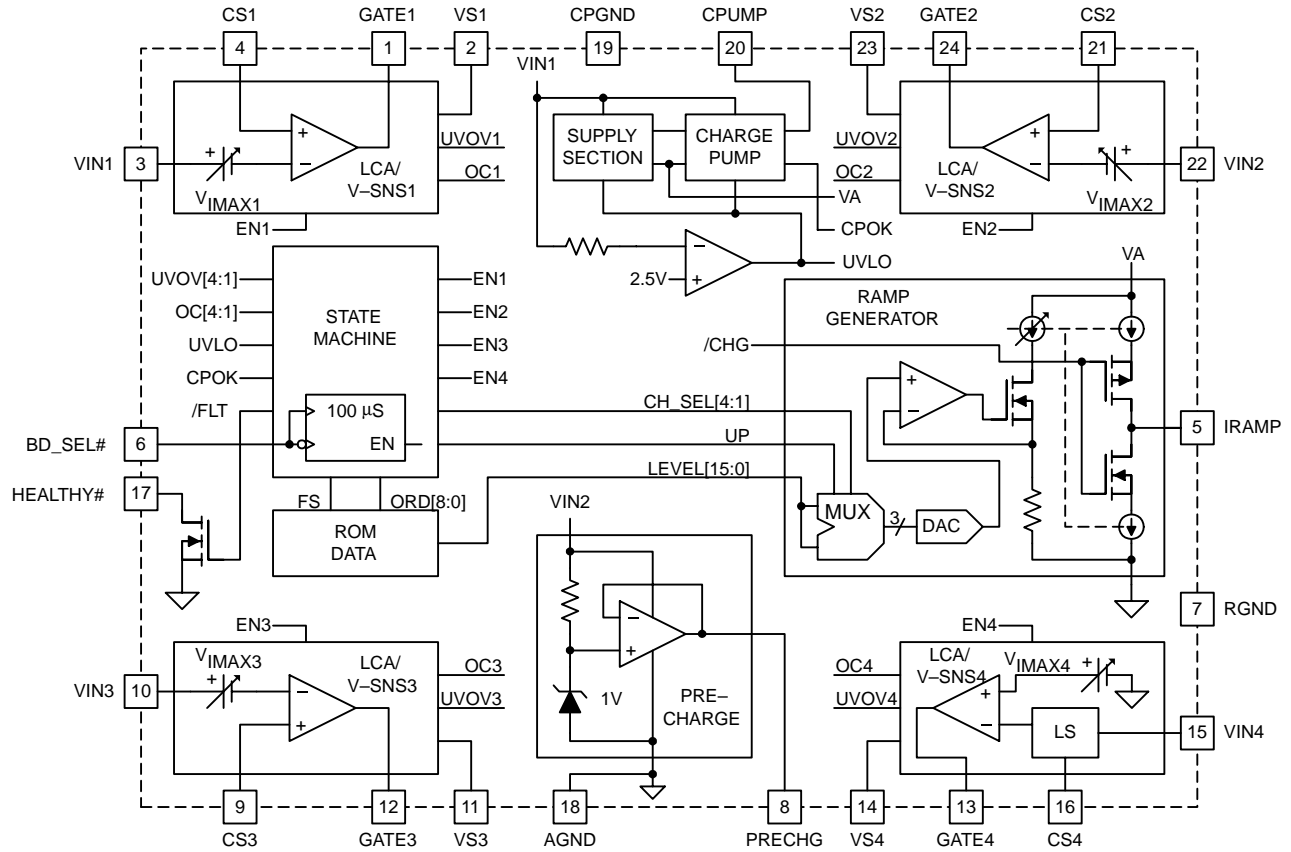 CS1 GATE1 VS1 CPGND CPUMP VS2 GATE2 CS2
4 1 2 19 20 23 24 21
VIN1
+
−
LCA/
V–SNS1
UVOV1
OC1
VIN1 3
+
VIMAX1
EN1
SUPPLY
SECTION
CHARGE
PUMP
VA
CPOK
UVLO
−
+
2.5V
UVOV2
OC2
+
−
LCA/
V–SNS2
+
VIMAX2
22 VIN2
EN2
UVOV[4:1]
OC[4:1]
UVLO
CPOK
/FLT
STATE
MACHINE
EN1
EN2
EN3
EN4
100 µS
EN
BD_SEL# 6
HEALTHY# 17
FS
ORD[8:0]
ROM
DATA
CH_SEL[4:1]
UP
LEVEL[15:0]
VA
RAMP
GENERATOR
/CHG
+
−
MUX
3
DAC
5 IRAMP
7 RGND
VIN2
−
+
1V
PRE–
CHARGE
EN3
VIN3 10
VIMAX3
+
−
+
LCA/
V–SNS3
OC3
UVOV3
EN4
OC4
UVOV4
LCA/
V–SNS4
+
−
VIMAX4
+
LS
15 VIN4
9 12 11 18 8 14 13 16
CS3 GATE3 VS3 AGND PRECHG VS4 GATE4 CS4